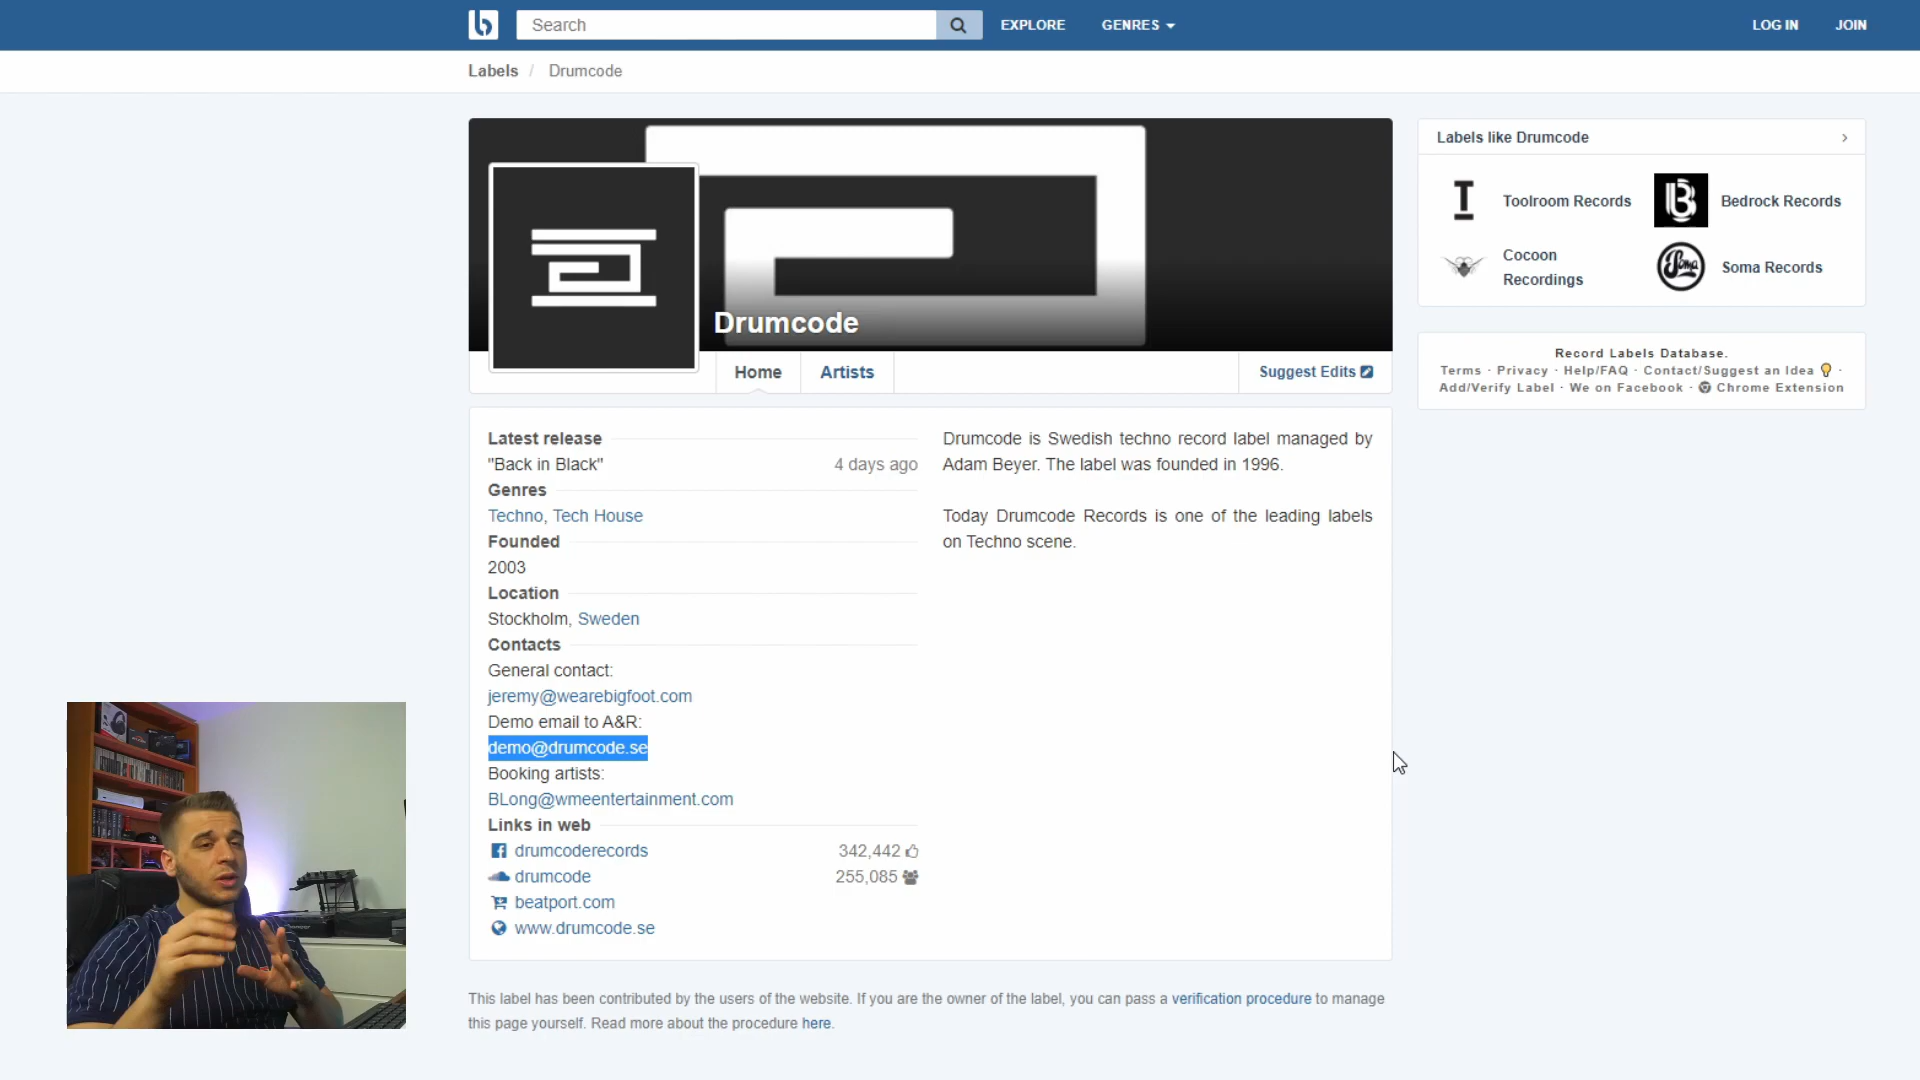 Search
EXPLORE
GENRES
LOG IN
JOIN
Labels / Drumcode
Drumcode
Home
Artists
Suggest Edits
Latest release
"Back in Black"
4 days ago
Genres
Techno, Tech House
Founded
2003
Location
Stockholm, Sweden
Contacts
General contact:
jeremy@wearebigfoot.com
Demo email to A&R:
demo@drumcode.se
Booking artists:
BLong@wmeentertainment.com
Links in web
drumcoderecords
342,442
drumcode
255,085
beatport.com
www.drumcode.se
Drumcode is Swedish techno record label managed by
Adam Beyer. The label was founded in 1996.
Today Drumcode Records is one of the leading labels
on Techno scene.
This label has been contributed by the users of the website. If you are the owner of the label, you can pass a verification procedure to manage
this page yourself. Read more about the procedure here.
Labels like Drumcode
Toolroom Records
Bedrock Records
Cocoon
Recordings
Soma Records
Record Labels Database.
Terms · Privacy · Help/FAQ · Contact/Suggest an Idea ·
Add/Verify Label · We on Facebook · Chrome Extension